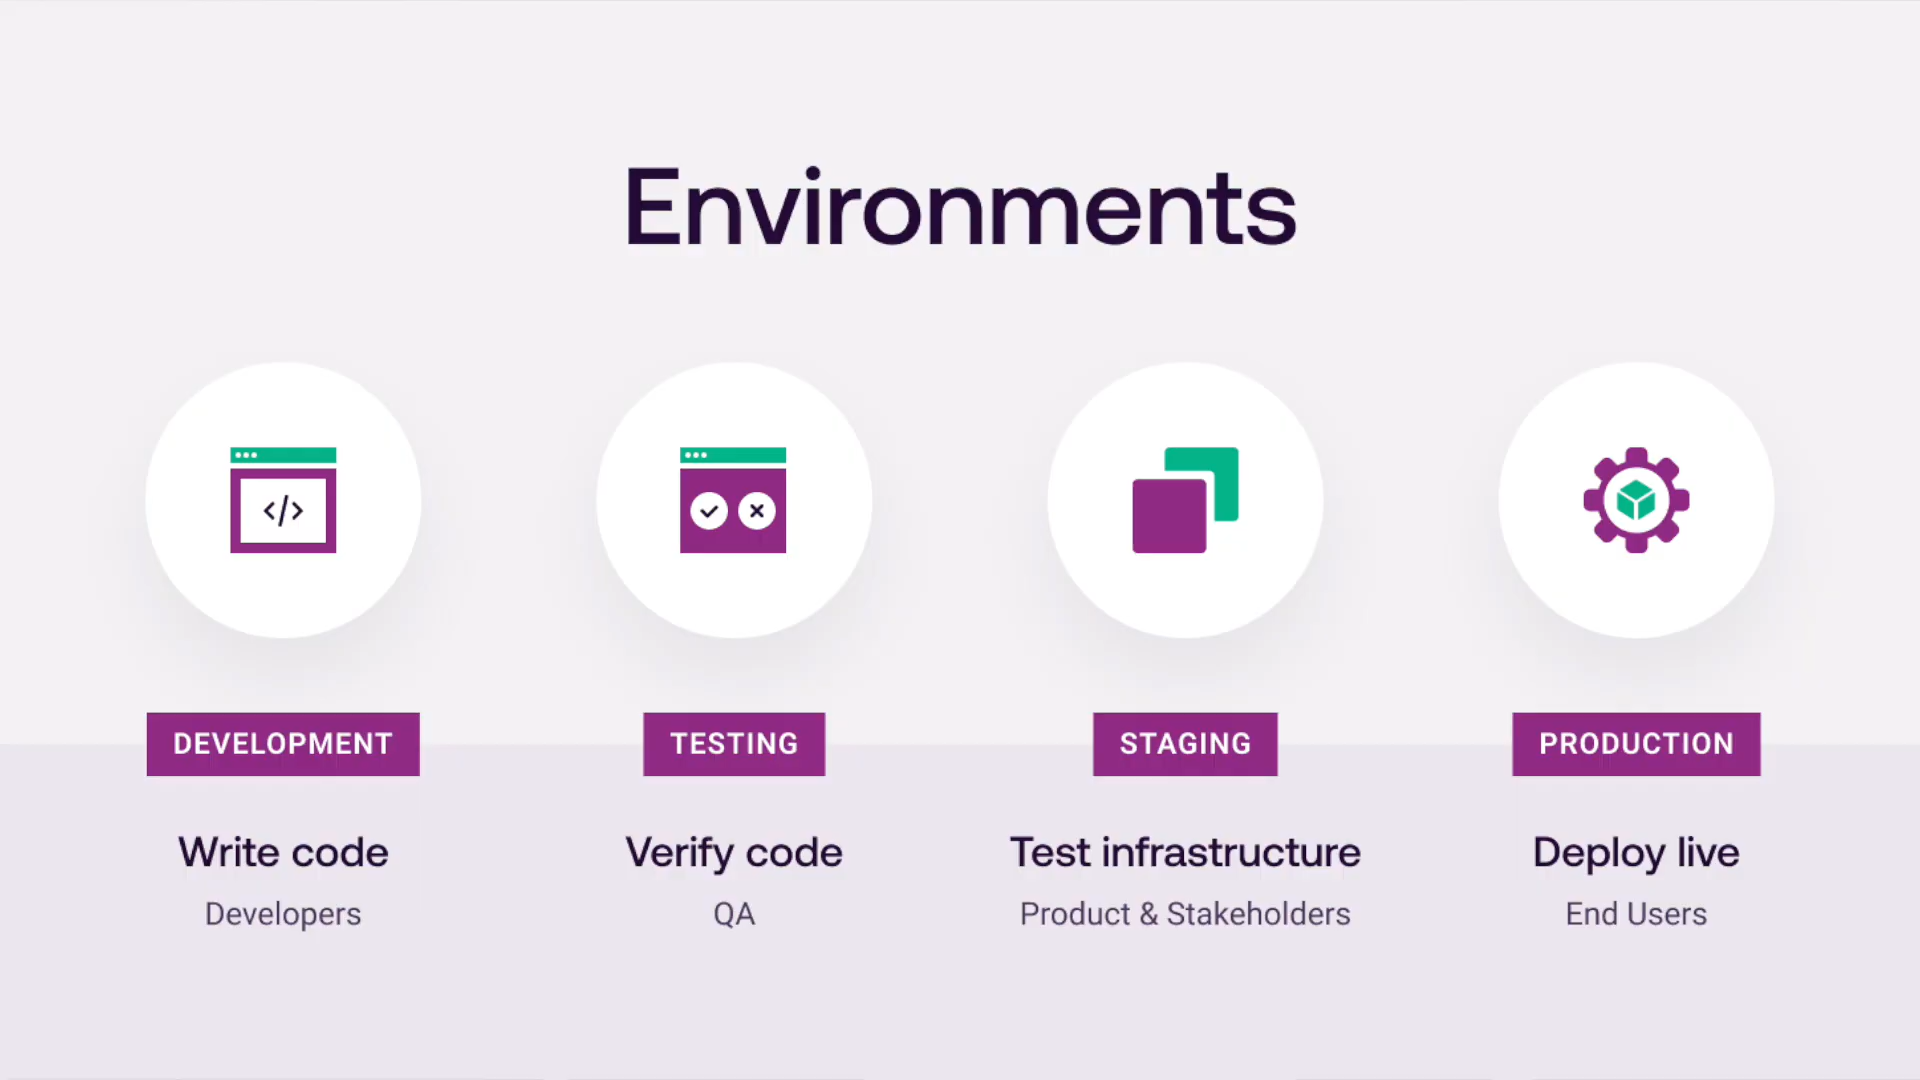 Environments
</>
DEVELOPMENT
Write code
Developers
TESTING
Verify code
QA
STAGING
Test infrastructure
Product & Stakeholders
PRODUCTION
Deploy live
End Users